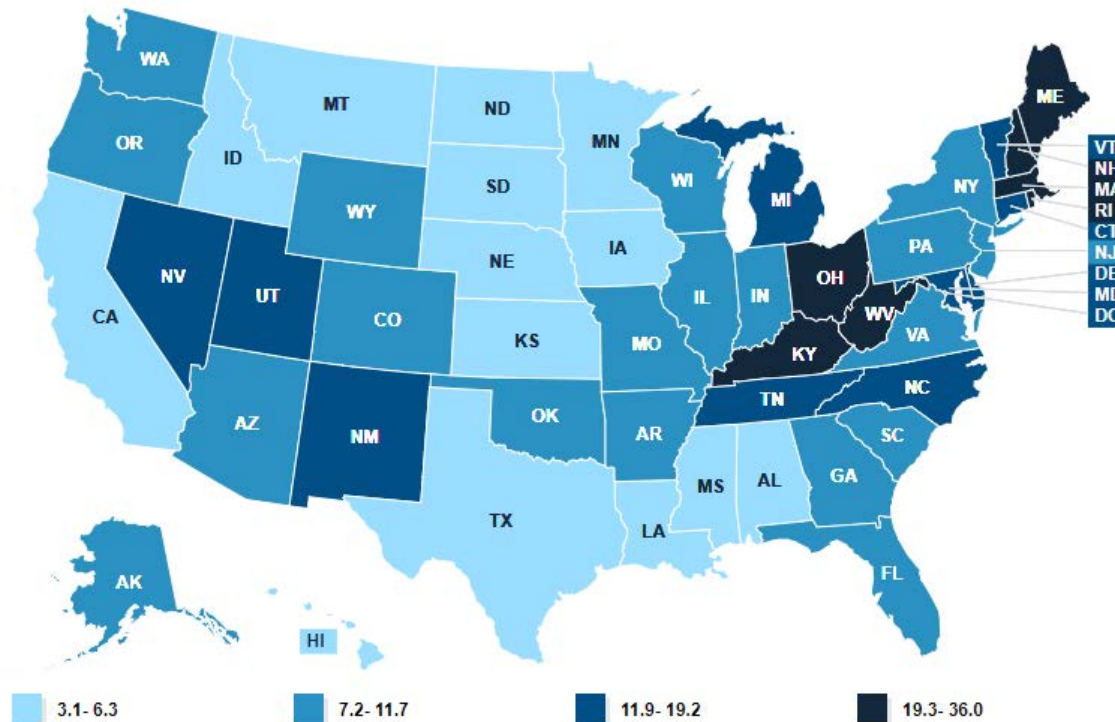 WA
ME
MT
ND
MN
OR
VT
ID
NH
WI
SD
NY
MA
WY
MI
RI
CT
IA
PA
NJ
NE
NV
OH
DE
IL
IN
UT
MD
CO
WV
CA
DC
KS
MO
VA
KY
NC
TN
OK
AZ
NM
AR
SC
MS
AL
GA
TX
LA
FL
AK
HI
3.1- 6.3
7.2- 11.7
11.9- 19.2
19.3- 36.0